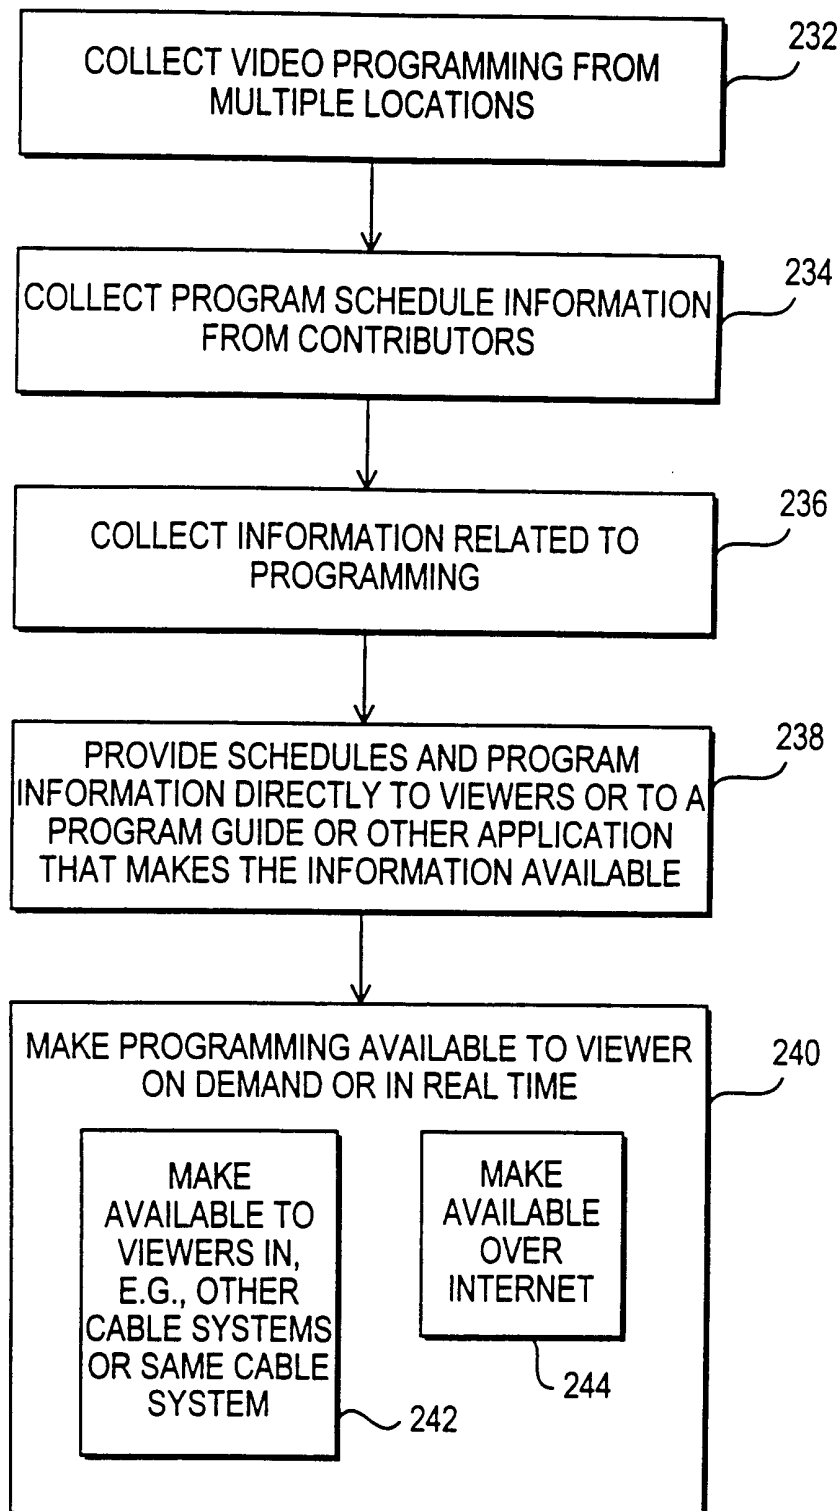 COLLECT VIDEO PROGRAMMING FROM
MULTIPLE LOCATIONS
232
COLLECT PROGRAM SCHEDULE INFORMATION
FROM CONTRIBUTORS
234
COLLECT INFORMATION RELATED TO
PROGRAMMING
236
PROVIDE SCHEDULES AND PROGRAM
INFORMATION DIRECTLY TO VIEWERS OR TO A
PROGRAM GUIDE OR OTHER APPLICATION
THAT MAKES THE INFORMATION AVAILABLE
238
MAKE PROGRAMMING AVAILABLE TO VIEWER
ON DEMAND OR IN REAL TIME
240
MAKE
AVAILABLE TO
VIEWERS IN,
E.G., OTHER
CABLE SYSTEMS
OR SAME CABLE
SYSTEM
242
MAKE
AVAILABLE
OVER
INTERNET
244